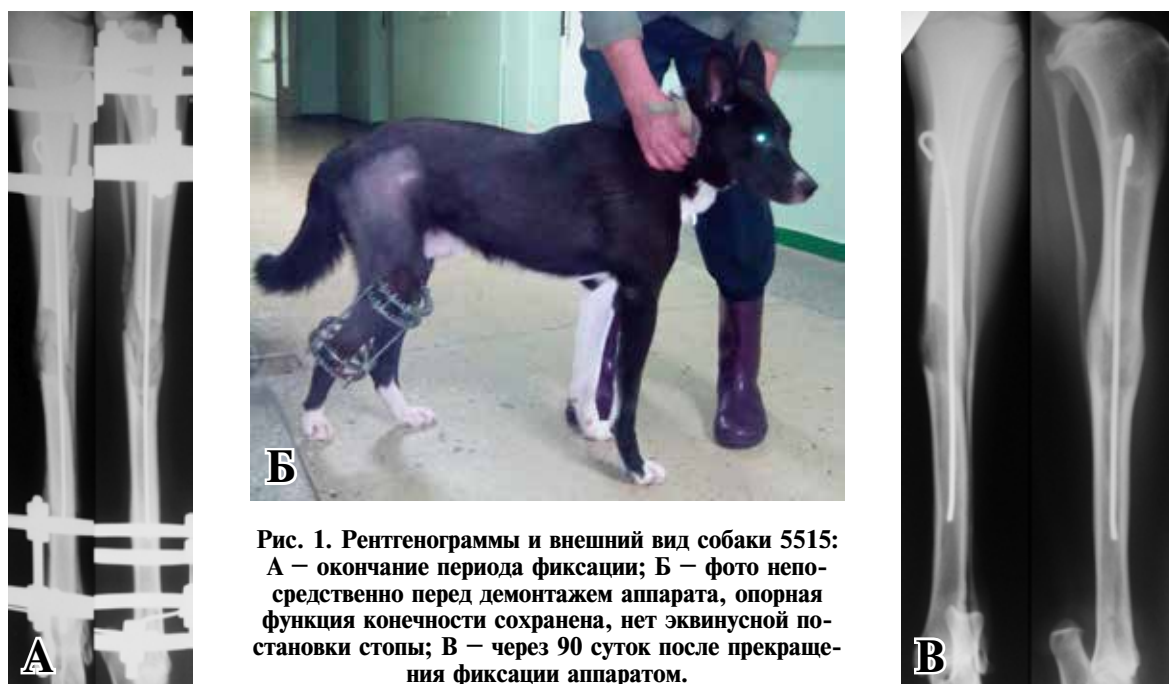 А
Б
В
Рис. 1. Рентгенограммы и внешний вид собаки 5515:
А — окончание периода фиксации; Б — фото непо-
средственно перед демонтажем аппарата, опорная
функция конечности сохранена, нет эквинусной по-
становки стопы; В — через 90 суток после прекраще-
ния фиксации аппаратом.